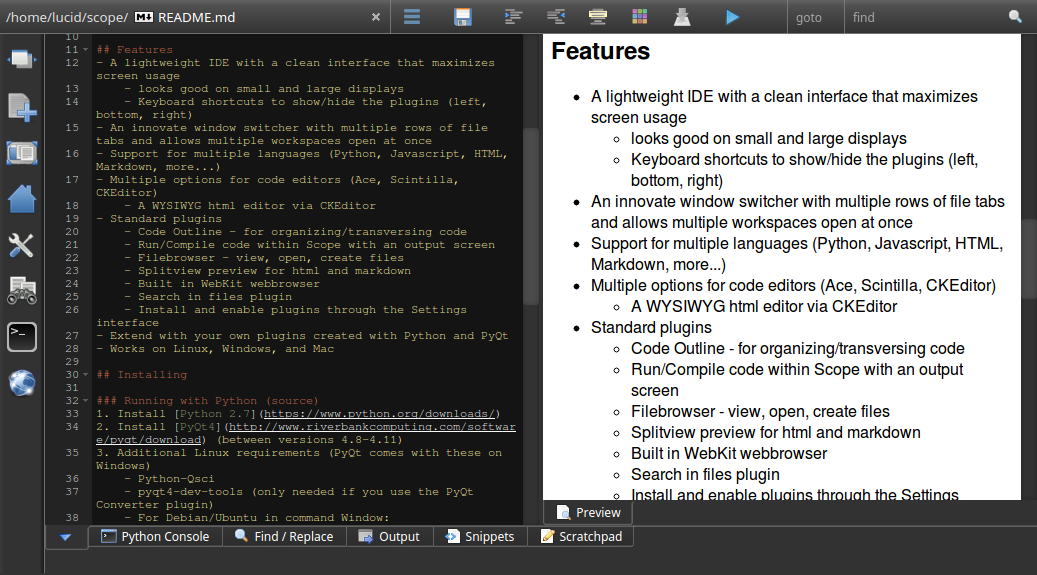 /home/lucid/scope/ README.md
goto
find
10
11 ## Features
12 - A lightweight IDE with a clean interface that maximizes
screen usage
13 - looks good on small and large displays
14 - Keyboard shortcuts to show/hide the plugins (left,
bottom, right)
15 - An innovate window switcher with multiple rows of file
tabs and allows multiple workspaces open at once
16 - Support for multiple languages (Python, Javascript, HTML,
Markdown, more...)
17 - Multiple options for code editors (Ace, Scintilla,
CKEditor)
18 - A WYSIWYG html editor via CKEditor
19 - Standard plugins
20 - Code Outline - for organizing/transversing code
21 - Run/Compile code within Scope with an output screen
22 - Filebrowser - view, open, create files
23 - Splitview preview for html and markdown
24 - Built in WebKit webbrowser
25 - Search in files plugin
26 - Install and enable plugins through the Settings
interface
27 - Extend with your own plugins created with Python and PyQt
28 - Works on Linux, Windows, and Mac
29
30 ## Installing
31
32 ### Running with Python (source)
33 1. Install [Python 2.7](https://www.python.org/downloads/)
34 2. Install [PyQt4](http://www.riverbankcomputing.com/softwar
e/pyqt/download) (between versions 4.8-4.11)
35 3. Additional Linux requirements (PyQt comes with these on
Windows)
36 - Python-Qsci
37 - pyqt4-dev-tools (only needed if you use the PyQt
Converter plugin)
38 - For Debian/Ubuntu in command Window:
Features
• A lightweight IDE with a clean interface that maximizes
screen usage
◦ looks good on small and large displays
◦ Keyboard shortcuts to show/hide the plugins (left,
bottom, right)
• An innovate window switcher with multiple rows of file tabs
and allows multiple workspaces open at once
• Support for multiple languages (Python, Javascript, HTML,
Markdown, more...)
• Multiple options for code editors (Ace, Scintilla, CKEditor)
◦ A WYSIWYG html editor via CKEditor
• Standard plugins
◦ Code Outline - for organizing/transversing code
◦ Run/Compile code within Scope with an output
screen
◦ Filebrowser - view, open, create files
◦ Splitview preview for html and markdown
◦ Built in WebKit webbrowser
◦ Search in files plugin
◦ Install and enable plugins through the Settings
Preview
Python Console
Find / Replace
Output
Snippets
Scratchpad